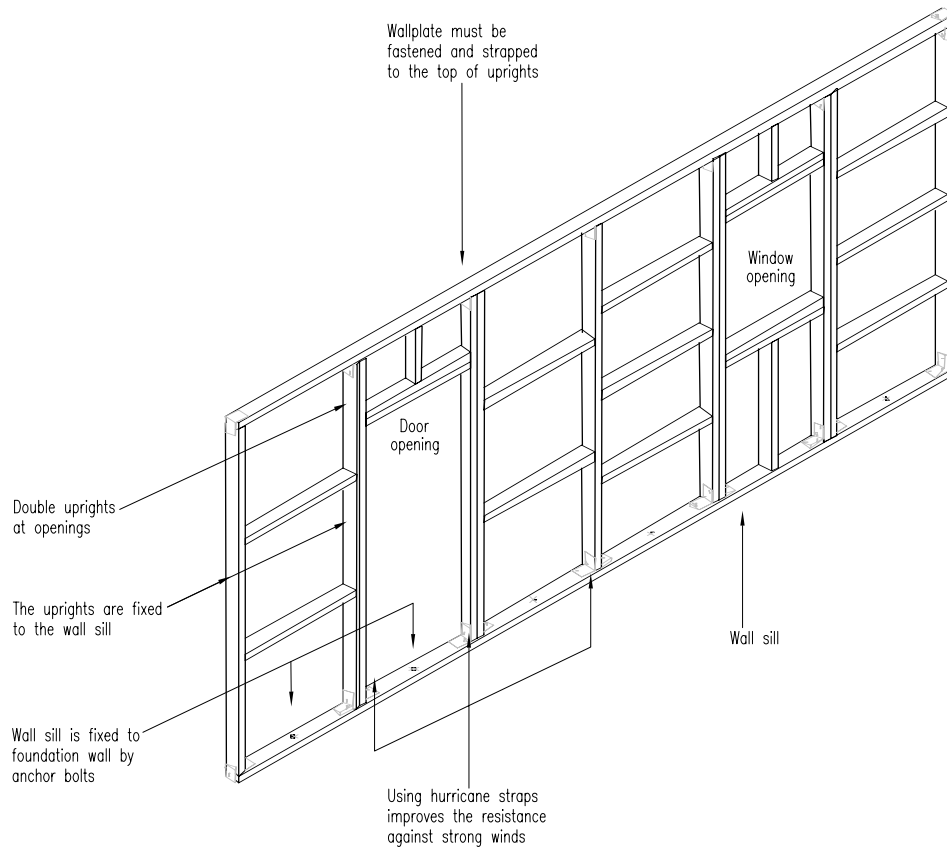 Wallplate must be
fastened and strapped
to the top of uprights
Window
opening
Door
opening
Double uprights
at openings
The uprights are fixed
to the wall sill
Wall sill
Wall sill is fixed to
foundation wall by
anchor bolts
Using hurricane straps
improves the resistance
against strong winds